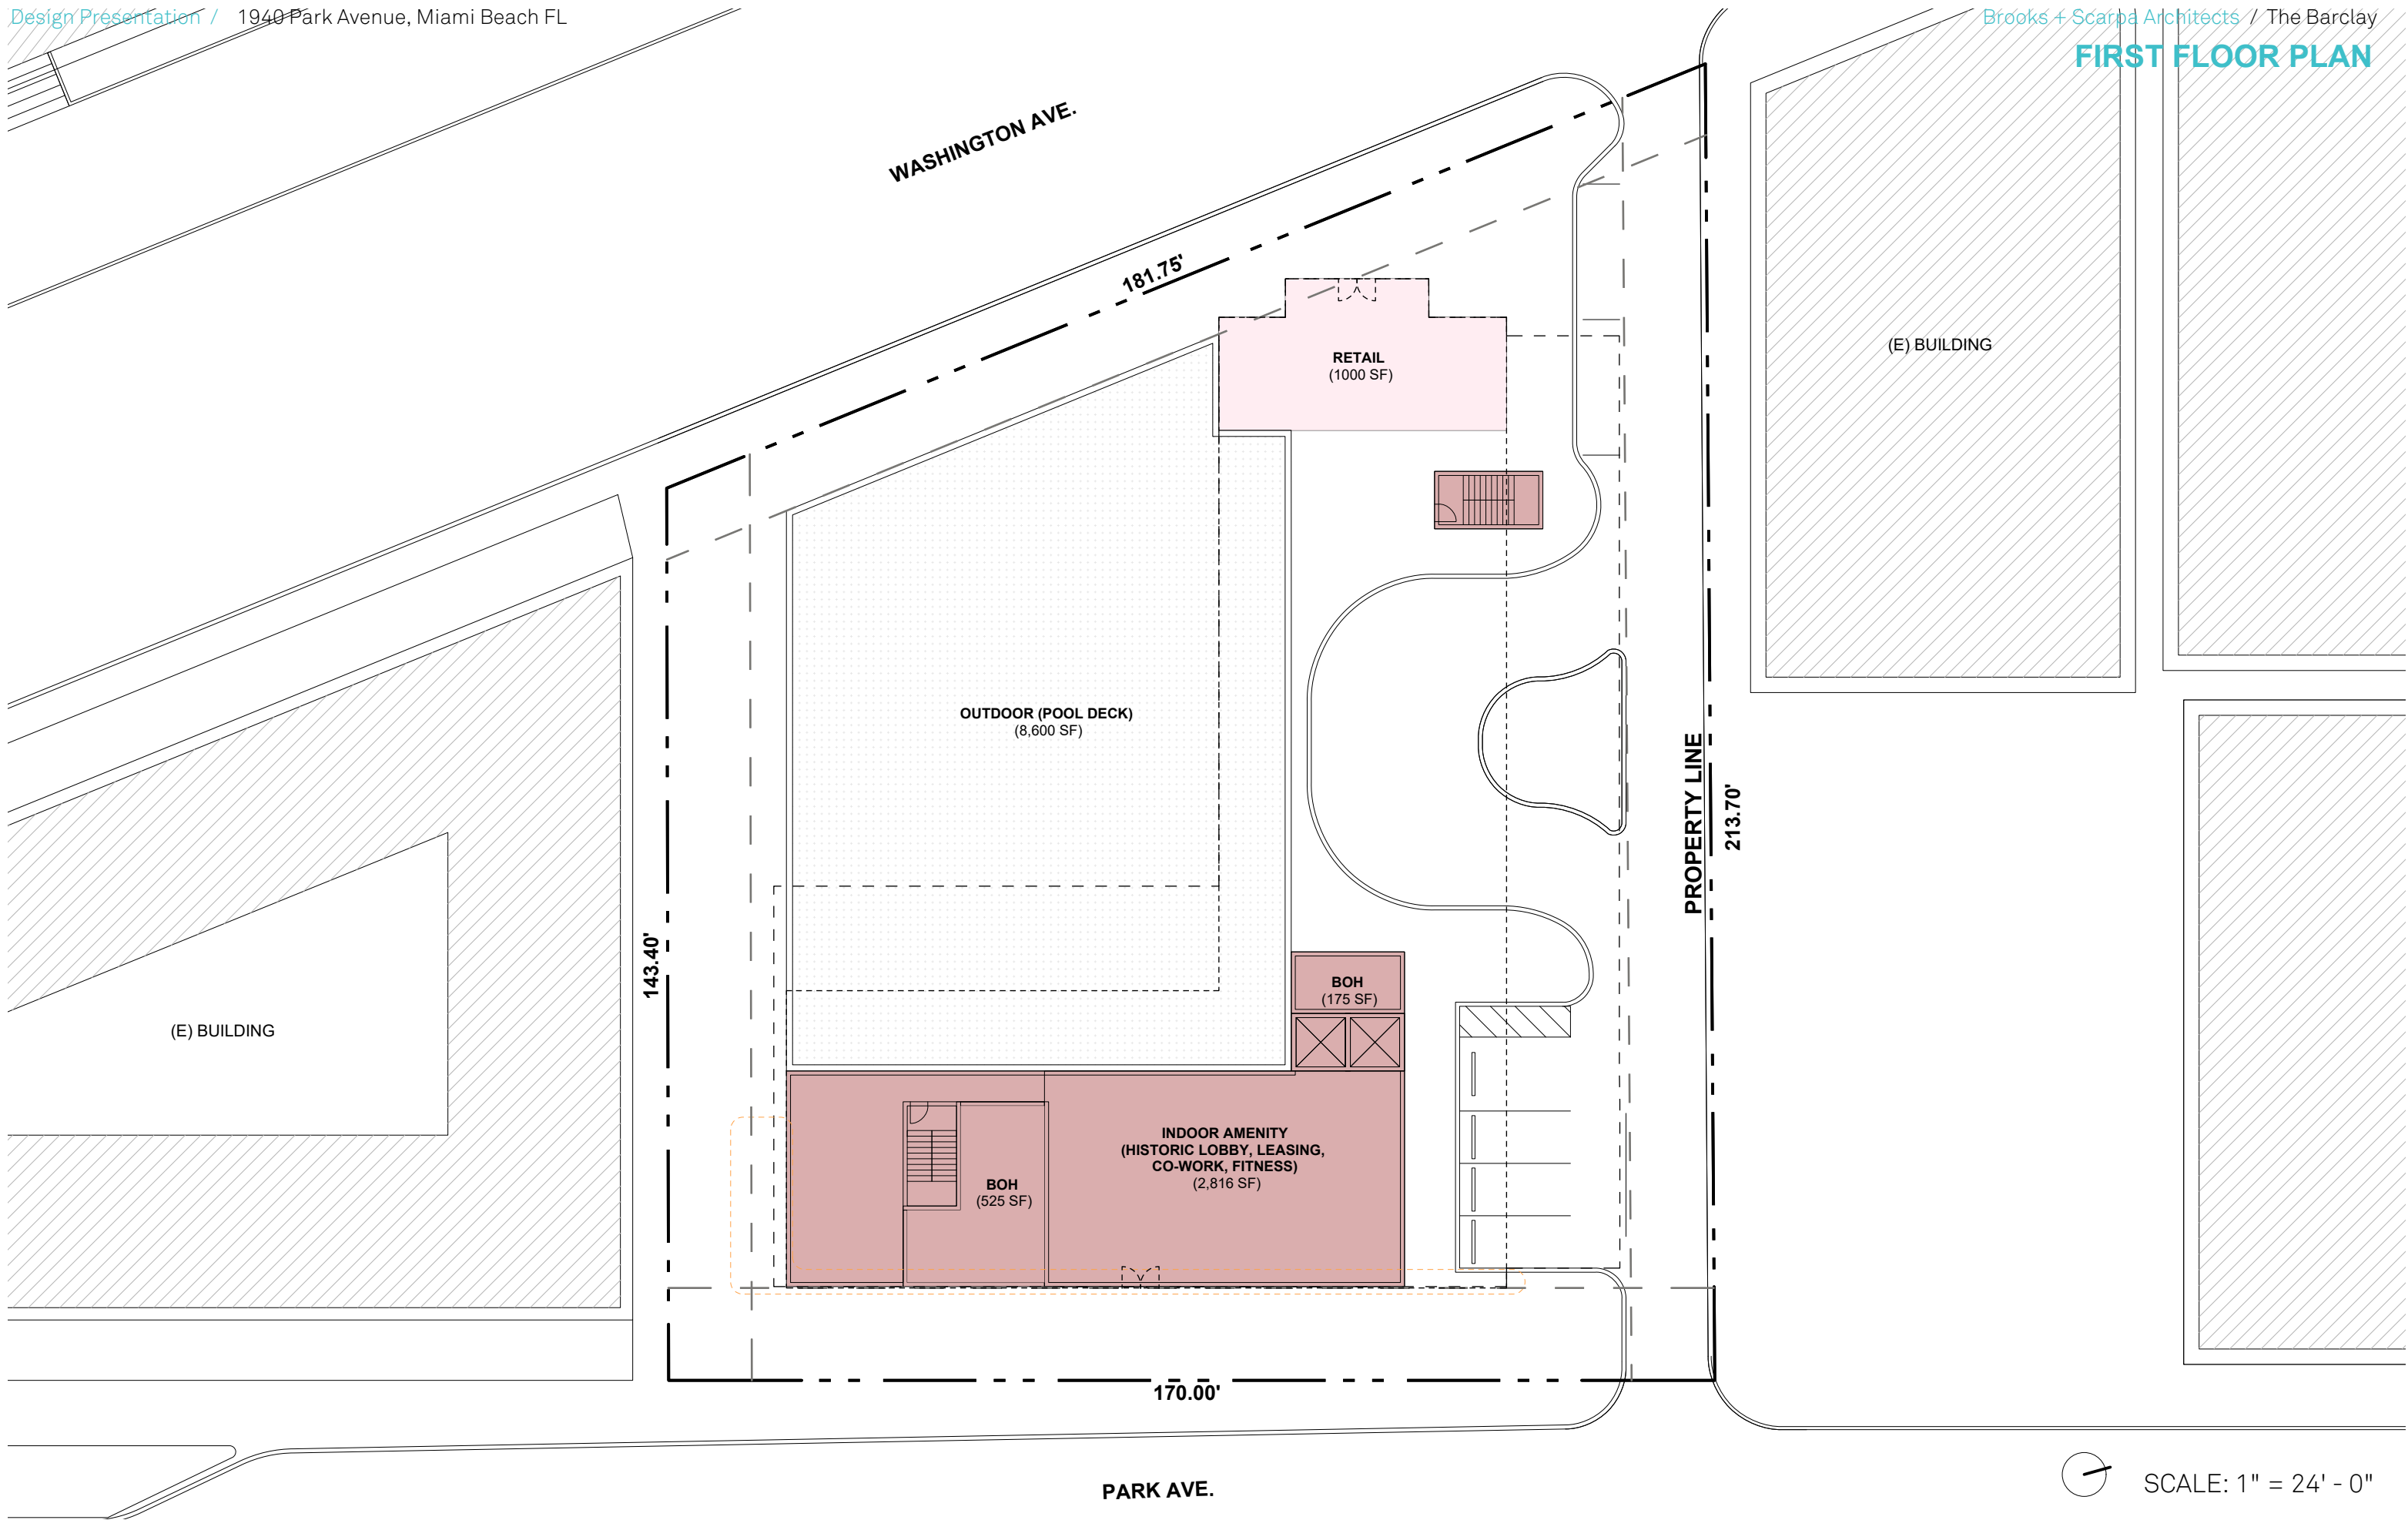 Design Presentation / 1940 Park Avenue, Miami Beach FL
Brooks + Scarpa Architects / The Barclay
FIRST FLOOR PLAN
WASHINGTON AVE.
181.75'
RETAIL
(1000 SF)
(E) BUILDING
OUTDOOR (POOL DECK)
(8,600 SF)
PROPERTY LINE
213.70'
143.40'
BOH
(175 SF)
(E) BUILDING
INDOOR AMENITY
(HISTORIC LOBBY, LEASING,
CO-WORK, FITNESS)
(2,816 SF)
BOH
(525 SF)
170.00'
PARK AVE.
SCALE: 1" = 24' - 0"